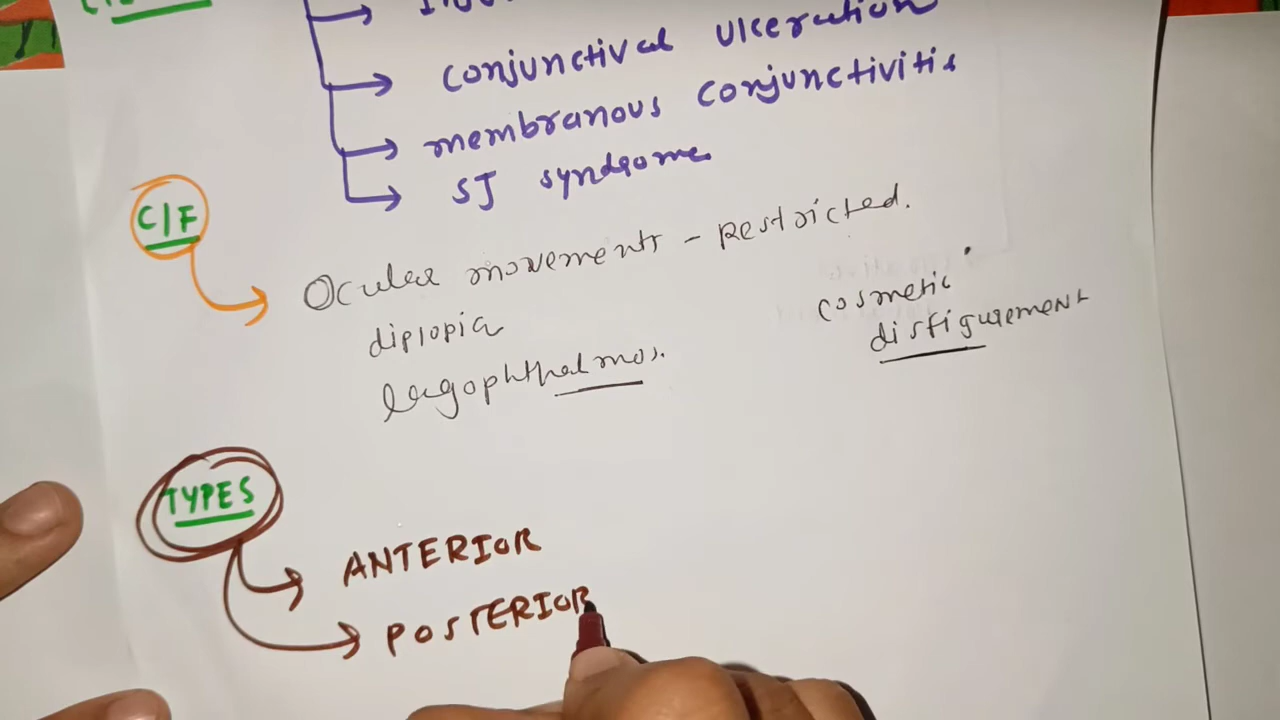 conjunctival ulceration
membranous conjunctivitis
SJ syndrome
C/F
Ocular movements - restricted.
diplopia
lagophthalmos.
cosmetic
disfigurement
TYPES
ANTERIOR
POSTERIOR